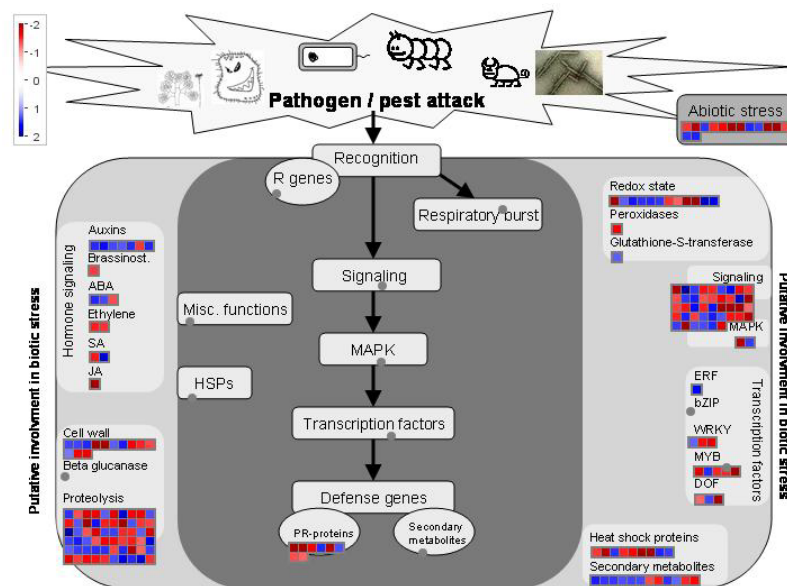 -2
-1
0
1
2
Pathogen / pest attack
Abiotic stress
Recognition
R genes
Respiratory burst
Redox state
Peroxidases
Glutathione-S-transferase
Auxins
Brassinost.
ABA
Ethylene
SA
JA
Hormone signaling
Signaling
Misc. functions
MAPK
HSPs
Transcription factors
Defense genes
PR-proteins
Secondary
metabolites
Signaling
MAPK
ERF
bZIP
WRKY
MYB
DOF
Transcription factors
Cell wall
Beta glucanase
Proteolysis
Heat shock proteins
Secondary metabolites
Putative involvment in biotic stress
Putative involvment in biotic stress